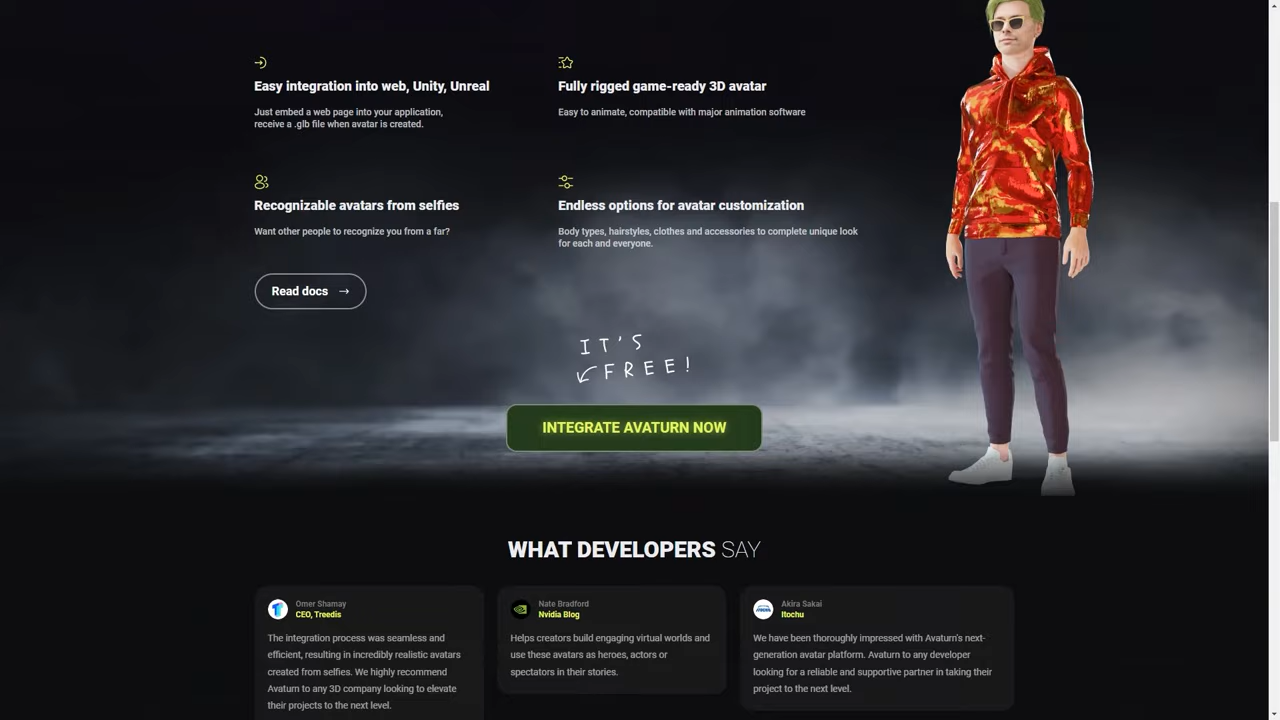 Easy integration into web, Unity, Unreal
Just embed a web page into your application,
receive a .glb file when avatar is created.
Fully rigged game-ready 3D avatar
Easy to animate, compatible with major animation software
Recognizable avatars from selfies
Want other people to recognize you from a far?
Endless options for avatar customization
Body types, hairstyles, clothes and accessories to complete unique look
for each and everyone.
Read docs →
IT'S
FREE!
INTEGRATE AVATURN NOW
WHAT DEVELOPERS SAY
Omer Shamay
CEO, Treedis
The integration process was seamless and
efficient, resulting in incredibly realistic avatars
created from selfies. We highly recommend
Avaturn to any 3D company looking to elevate
their projects to the next level.
Nate Bradford
Nvidia Blog
Helps creators build engaging virtual worlds and
use these avatars as heroes, actors or
spectators in their stories.
Akira Sakai
Itochu
We have been thoroughly impressed with Avaturn's next-
generation avatar platform. Avaturn to any developer
looking for a reliable and supportive partner in taking their
project to the next level.